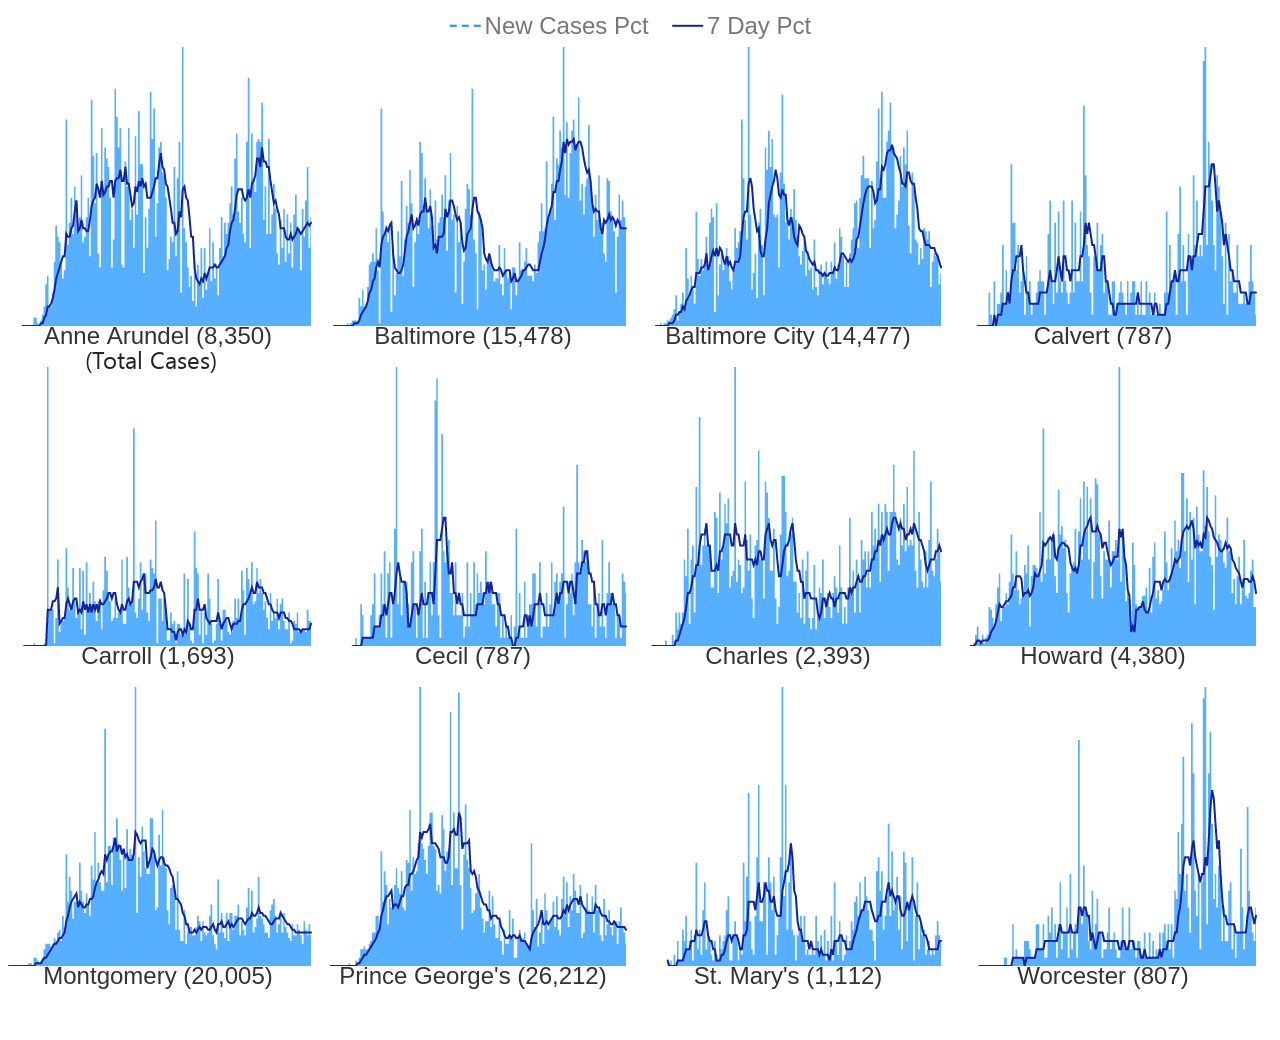 New Cases Pct 7 Day Pct
Anne Arundel (8,350) Baltimore (15,478) Baltimore City (14,477) Calvert (787)
(Total Cases)
Carroll (1,693) Cecil (787) Charles (2,393) Howard (4,380)
Montgomery (20,005) Prince George's (26,212) St. Mary's (1,112) Worcester (807)